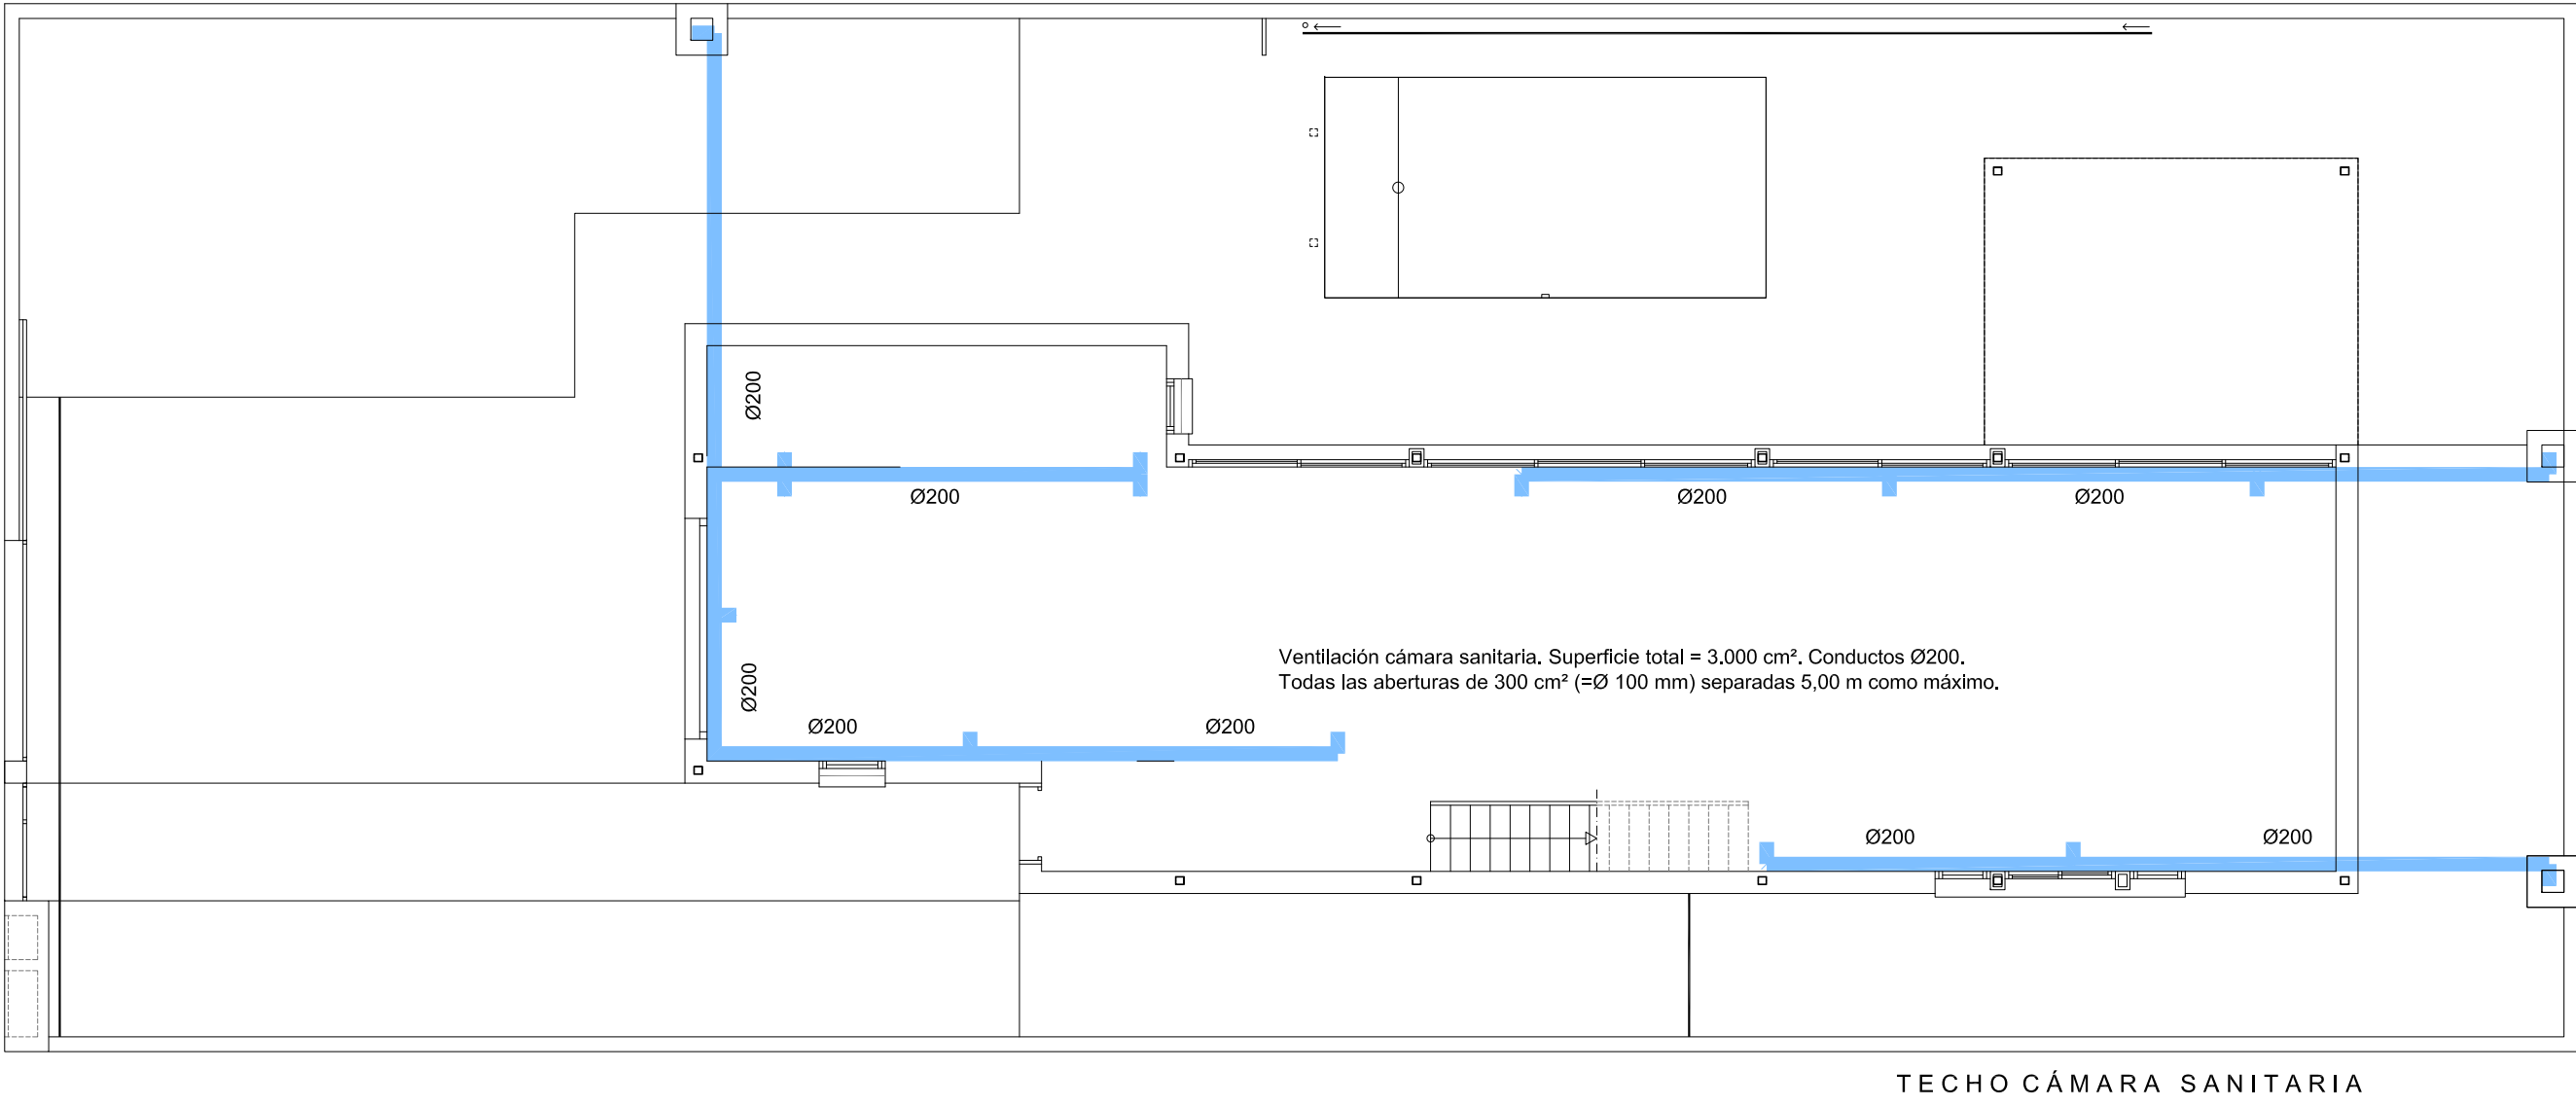 Ø200
Ø200
Ø200
Ø200
Ventilación cámara sanitaria. Superficie total = 3.000 cm². Conductos Ø200.
Todas las aberturas de 300 cm² (=Ø 100 mm) separadas 5,00 m como máximo.
Ø200
Ø200
Ø200
Ø200
Ø200
TECHO CÁMARA SANITARIA